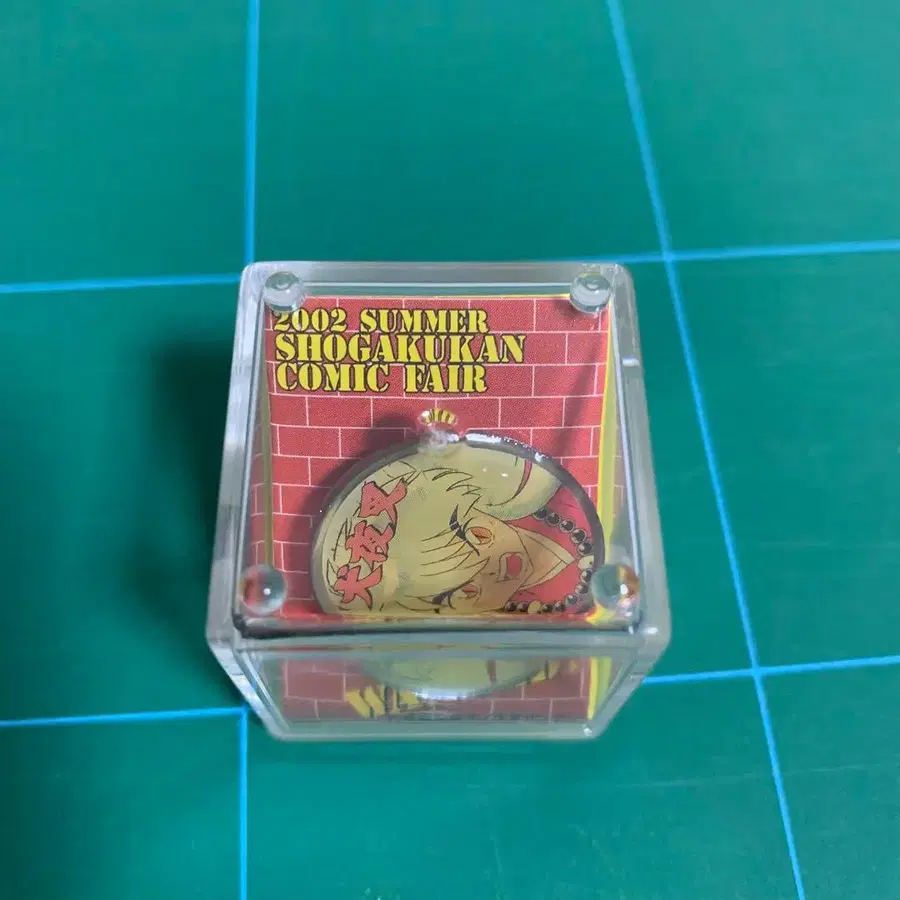 2002 SUMMER
SHOGAKUKAN
COMIC FAIR
犬夜叉